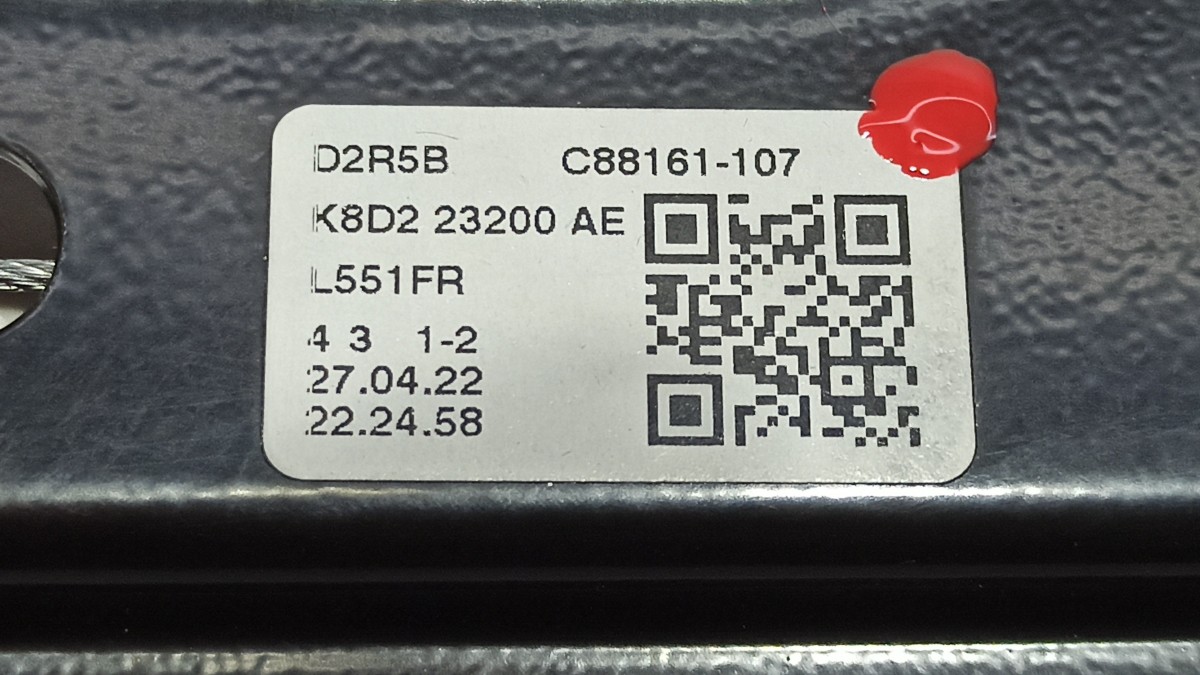 D2R5B C88161-107
K8D2 23200 AE
L551FR
4 3 1-2
27.04.22
22.24.58